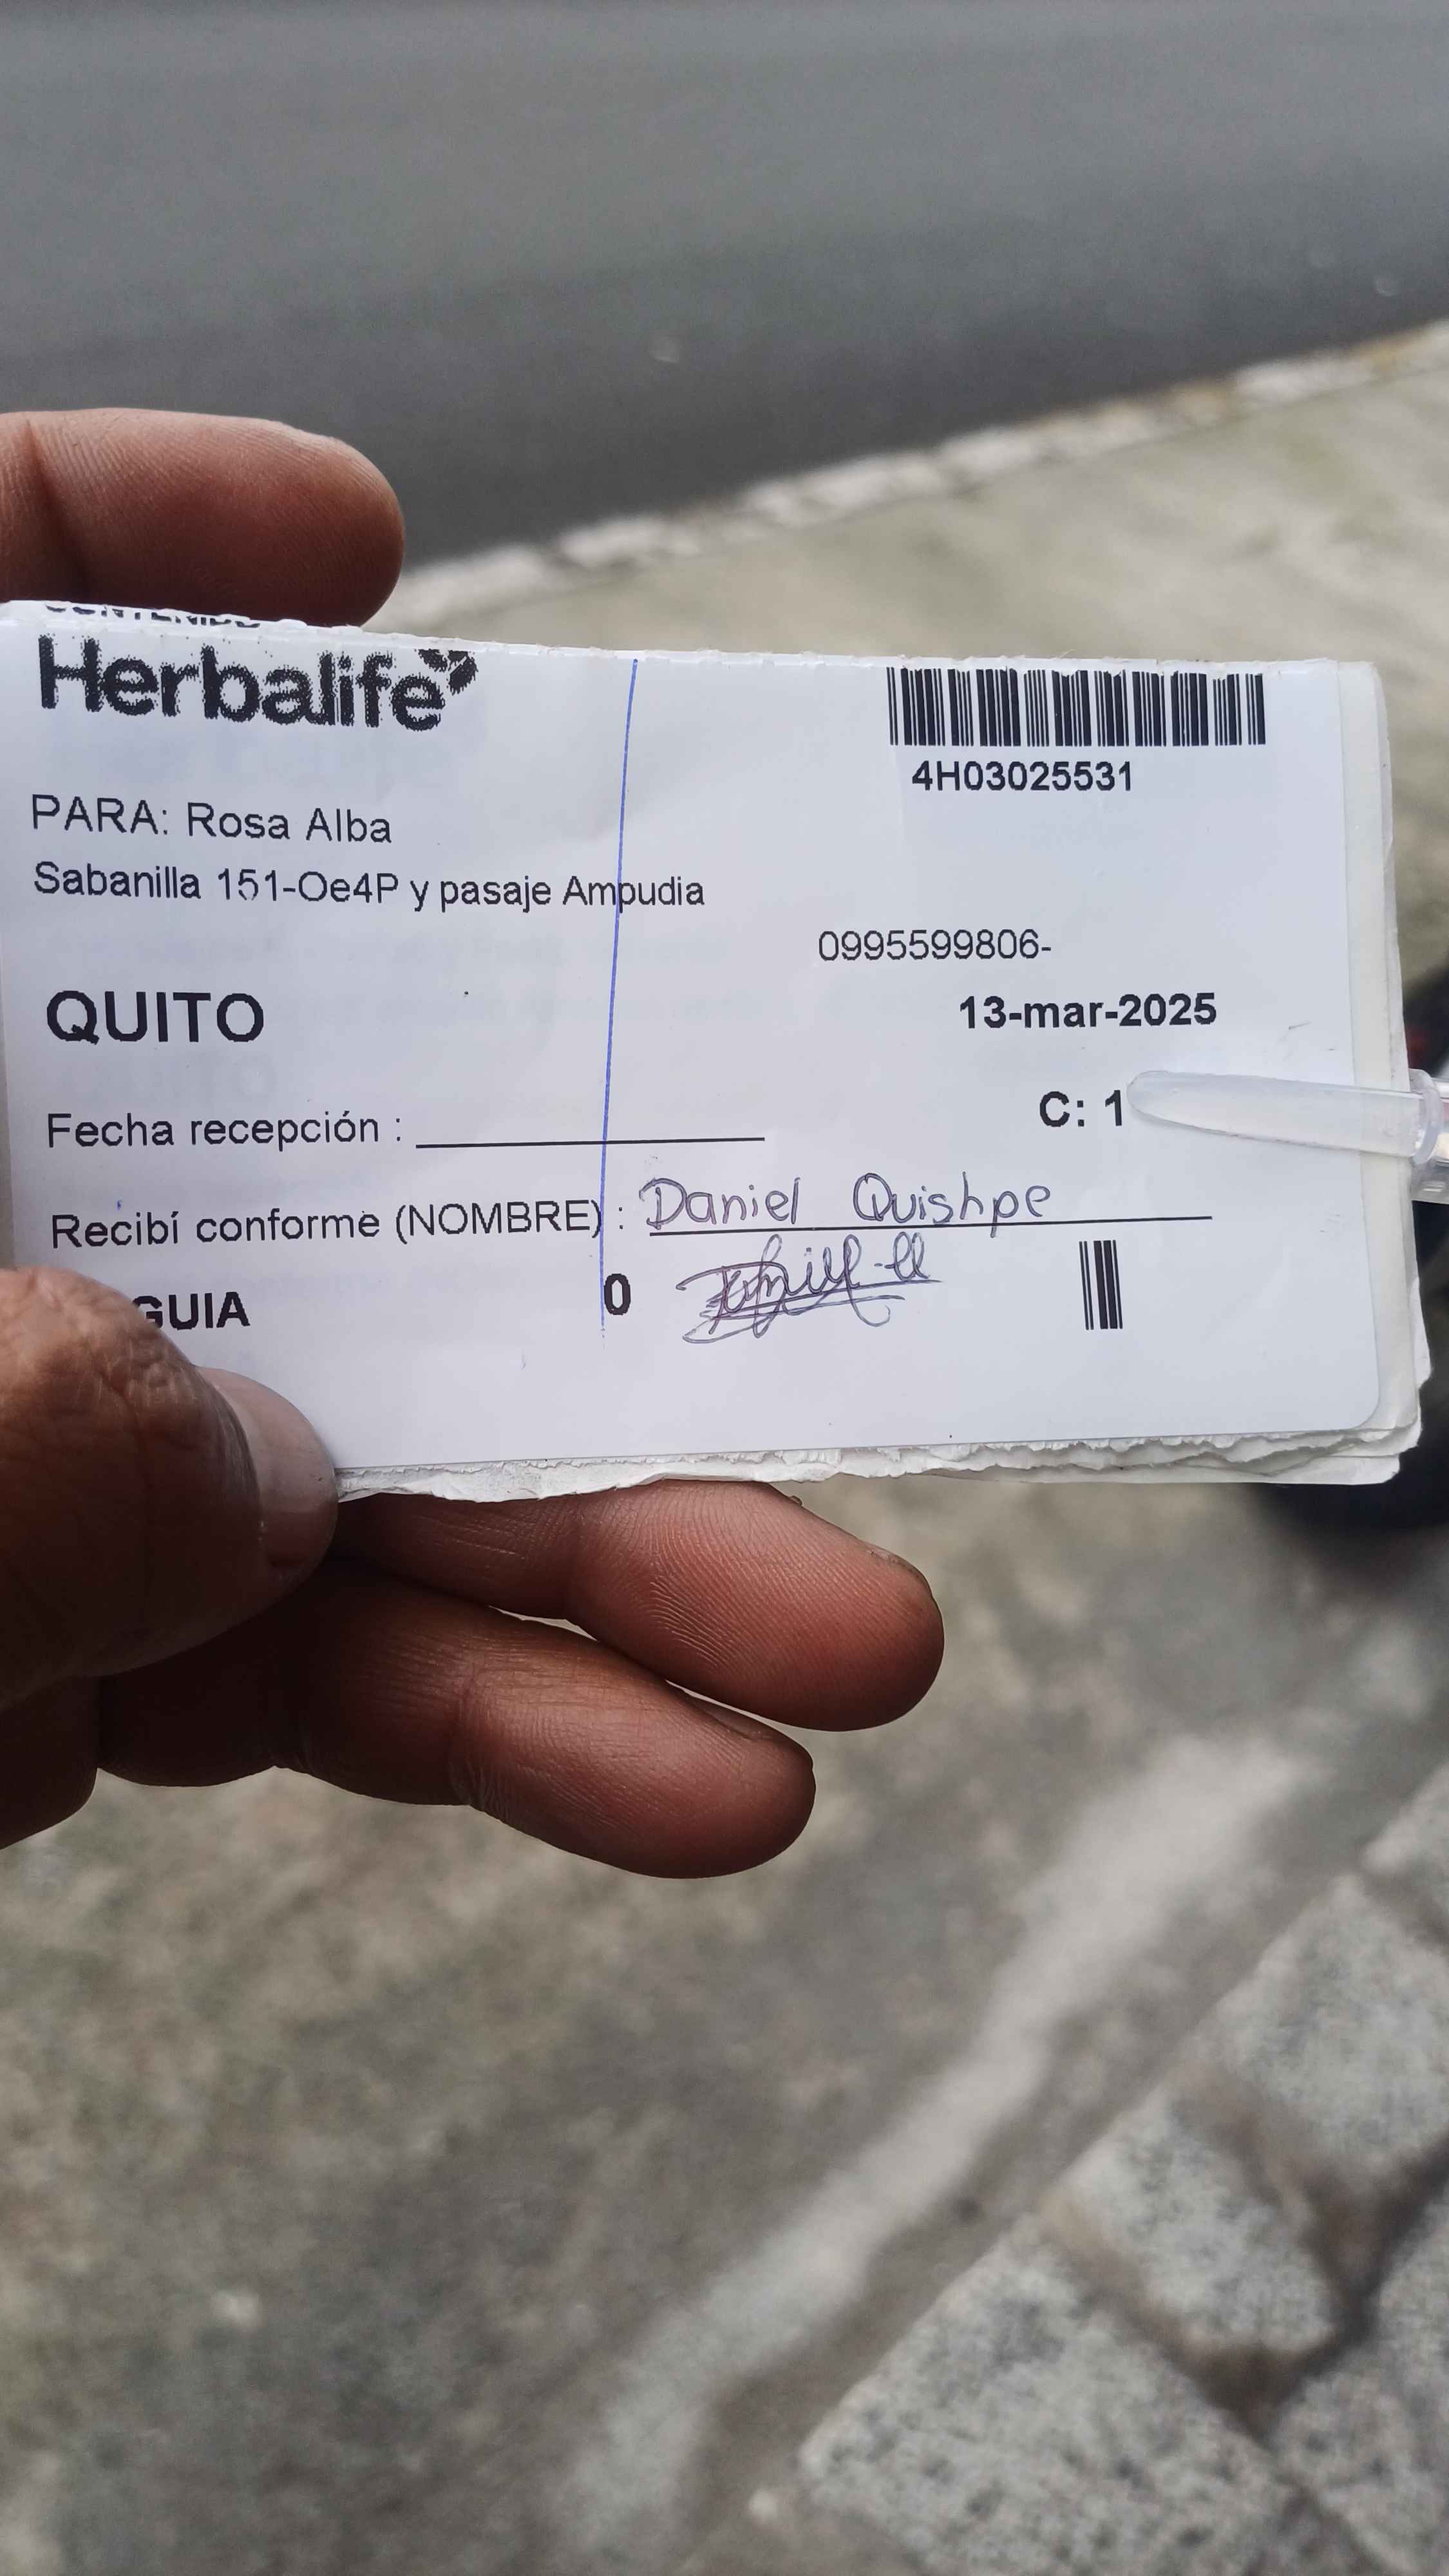 Herbalife
4H03025531
PARA: Rosa Alba
Sabanilla 151-Oe4P y pasaje Ampudia
0995599806-
QUITO
13-mar-2025
C: 1
Fecha recepción :
Recibí conforme (NOMBRE) : Daniel Quishpe
GUIA 0